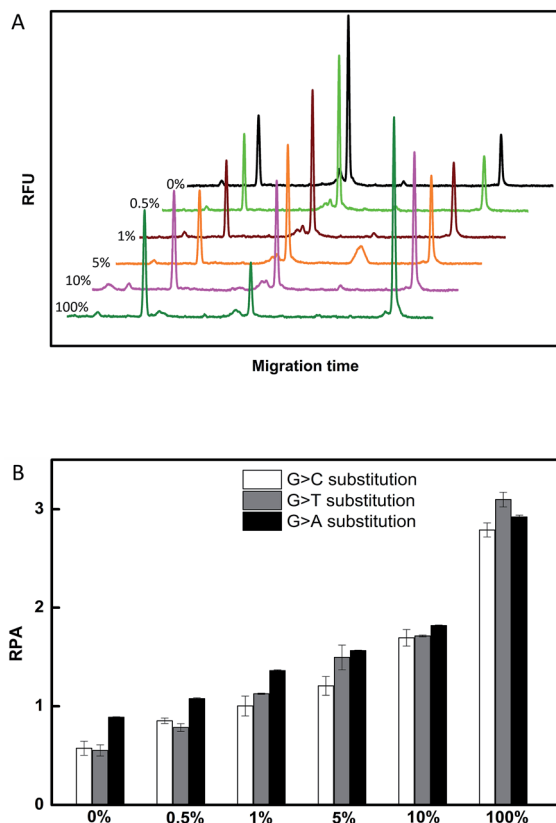 A
RFU
0%
0.5%
1%
5%
10%
100%
Migration time
B
RPA
3
2
1
0
G>C substitution
G>T substitution
G>A substitution
0% 0.5% 1% 5% 10% 100%